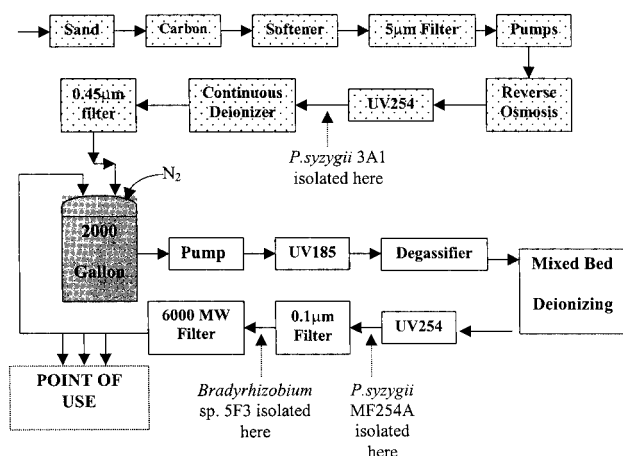 Sand
Carbon
Softener
5μm Filter
Pumps
0.45μm
filter
Continuous
Deionizer
UV254
Reverse
Osmosis
P.syzygii 3A1
isolated here
N2
2000
Gallon
Pump
UV185
Degassifier
Mixed Bed
Deionizing
6000 MW
Filter
0.1μm
Filter
UV254
POINT OF
USE
Bradyrhizobium
sp. 5F3 isolated
here
P.syzygii
MF254A
isolated
here